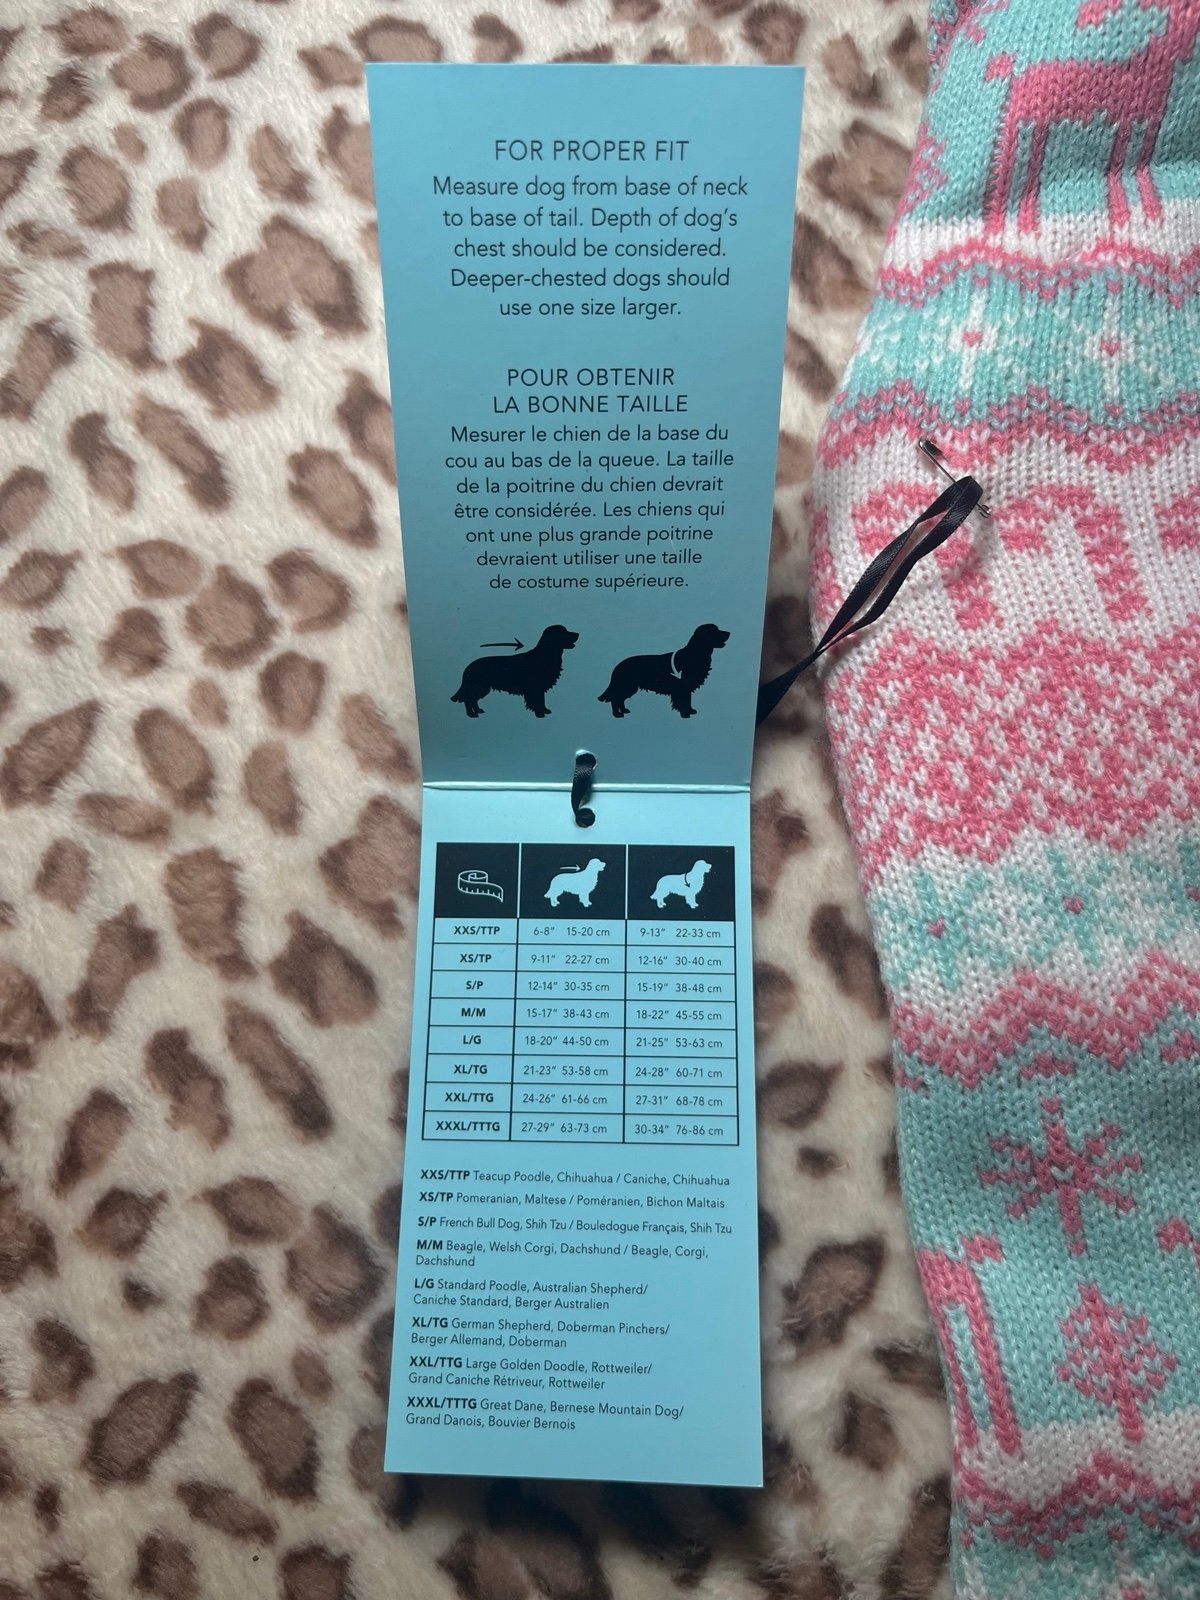 FOR PROPER FIT
Measure dog from base of neck
to base of tail. Depth of dog's
chest should be considered.
Deeper-chested dogs should
use one size larger.
POUR OBTENIR
LA BONNE TAILLE
Mesurer le chien de la base du
cou au bas de la queue. La taille
de la poitrine du chien devrait
être considérée. Les chiens qui
ont une plus grande poitrine
devraient utiliser une taille
de costume supérieure.
XXS/TTP 6-8" 15-20 cm 9-13" 22-33 cm
XS/TP 9-11" 22-27 cm 12-16" 30-40 cm
S/P 12-14" 30-35 cm 15-19" 38-48 cm
M/M 15-17" 38-43 cm 18-22" 45-55 cm
L/G 18-20" 44-50 cm 21-25" 53-63 cm
XL/TG 21-23" 53-58 cm 24-28" 60-71 cm
XXL/TTG 24-26" 61-66 cm 27-31" 68-78 cm
XXXL/TTTG 27-29" 63-73 cm 30-34" 76-86 cm
XXS/TTP Teacup Poodle, Chihuahua / Caniche, Chihuahua
XS/TP Pomeranian, Maltese / Poméranien, Bichon Maltais
S/P French Bull Dog, Shih Tzu / Bouledogue Français, Shih Tzu
M/M Beagle, Welsh Corgi, Dachshund / Beagle, Corgi,
Dachshund
L/G Standard Poodle, Australian Shepherd/
Caniche Standard, Berger Australien
XL/TG German Shepherd, Doberman Pinchers/
Berger Allemand, Doberman
XXL/TTG Large Golden Doodle, Rottweiler/
Grand Caniche Rétriveur, Rottweiler
XXXL/TTTG Great Dane, Bernese Mountain Dog/
Grand Danois, Bouvier Bernois